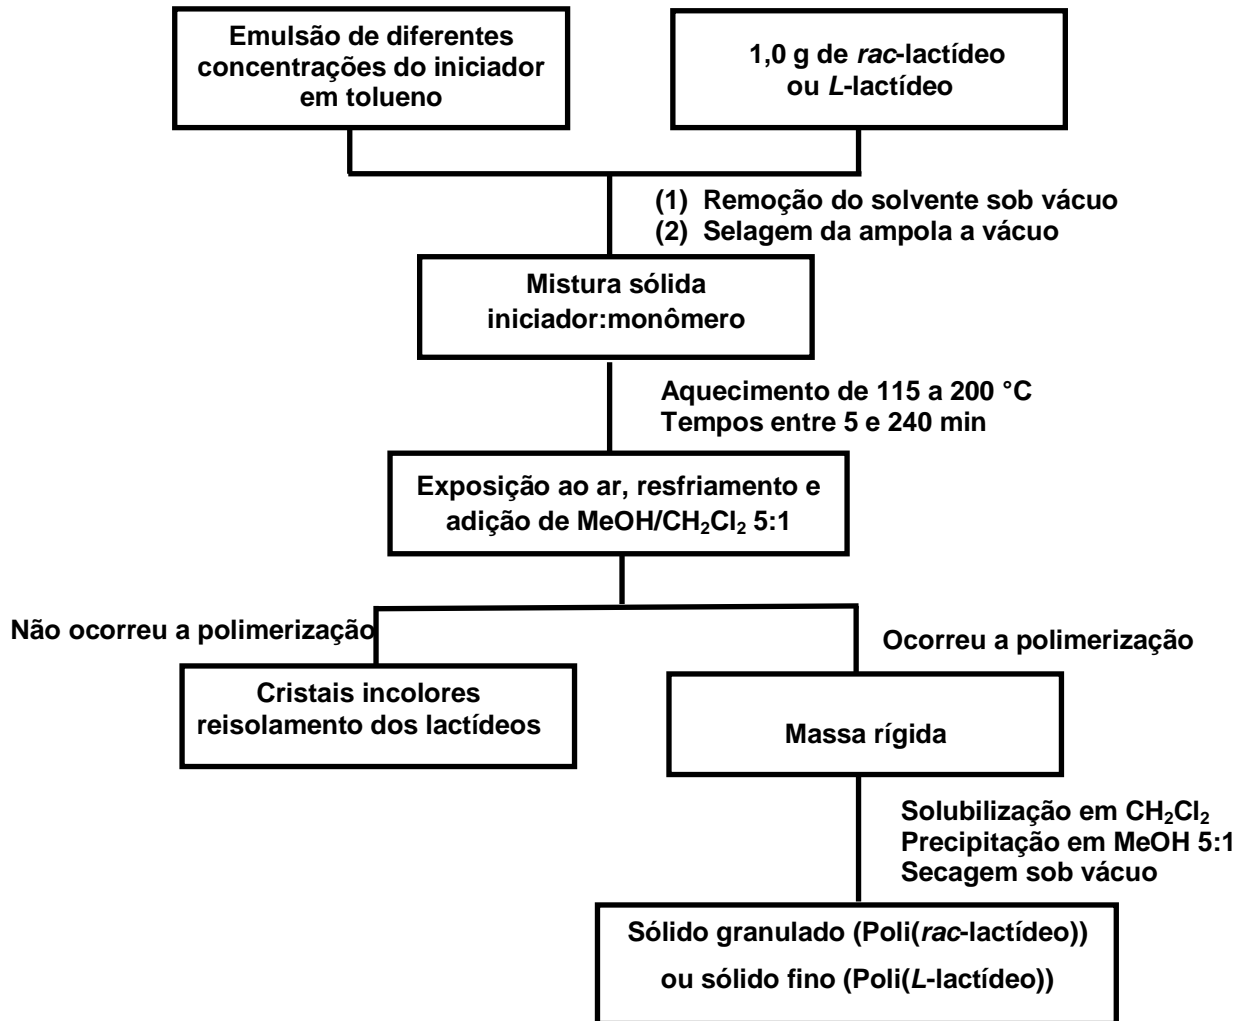 Emulsão de diferentes
concentrações do iniciador
em tolueno
1,0 g de rac-lactídeo
ou L-lactídeo
(1) Remoção do solvente sob vácuo
(2) Selagem da ampola a vácuo
Mistura sólida
iniciador:monômero
Aquecimento de 115 a 200 °C
Tempos entre 5 e 240 min
Exposição ao ar, resfriamento e
adição de MeOH/CH₂Cl₂ 5:1
Não ocorreu a polimerização
Ocorreu a polimerização
Cristais incolores
reisolamento dos lactídeos
Massa rígida
Solubilização em CH₂Cl₂
Precipitação em MeOH 5:1
Secagem sob vácuo
Sólido granulado (Poli(rac-lactídeo))
ou sólido fino (Poli(L-lactídeo))